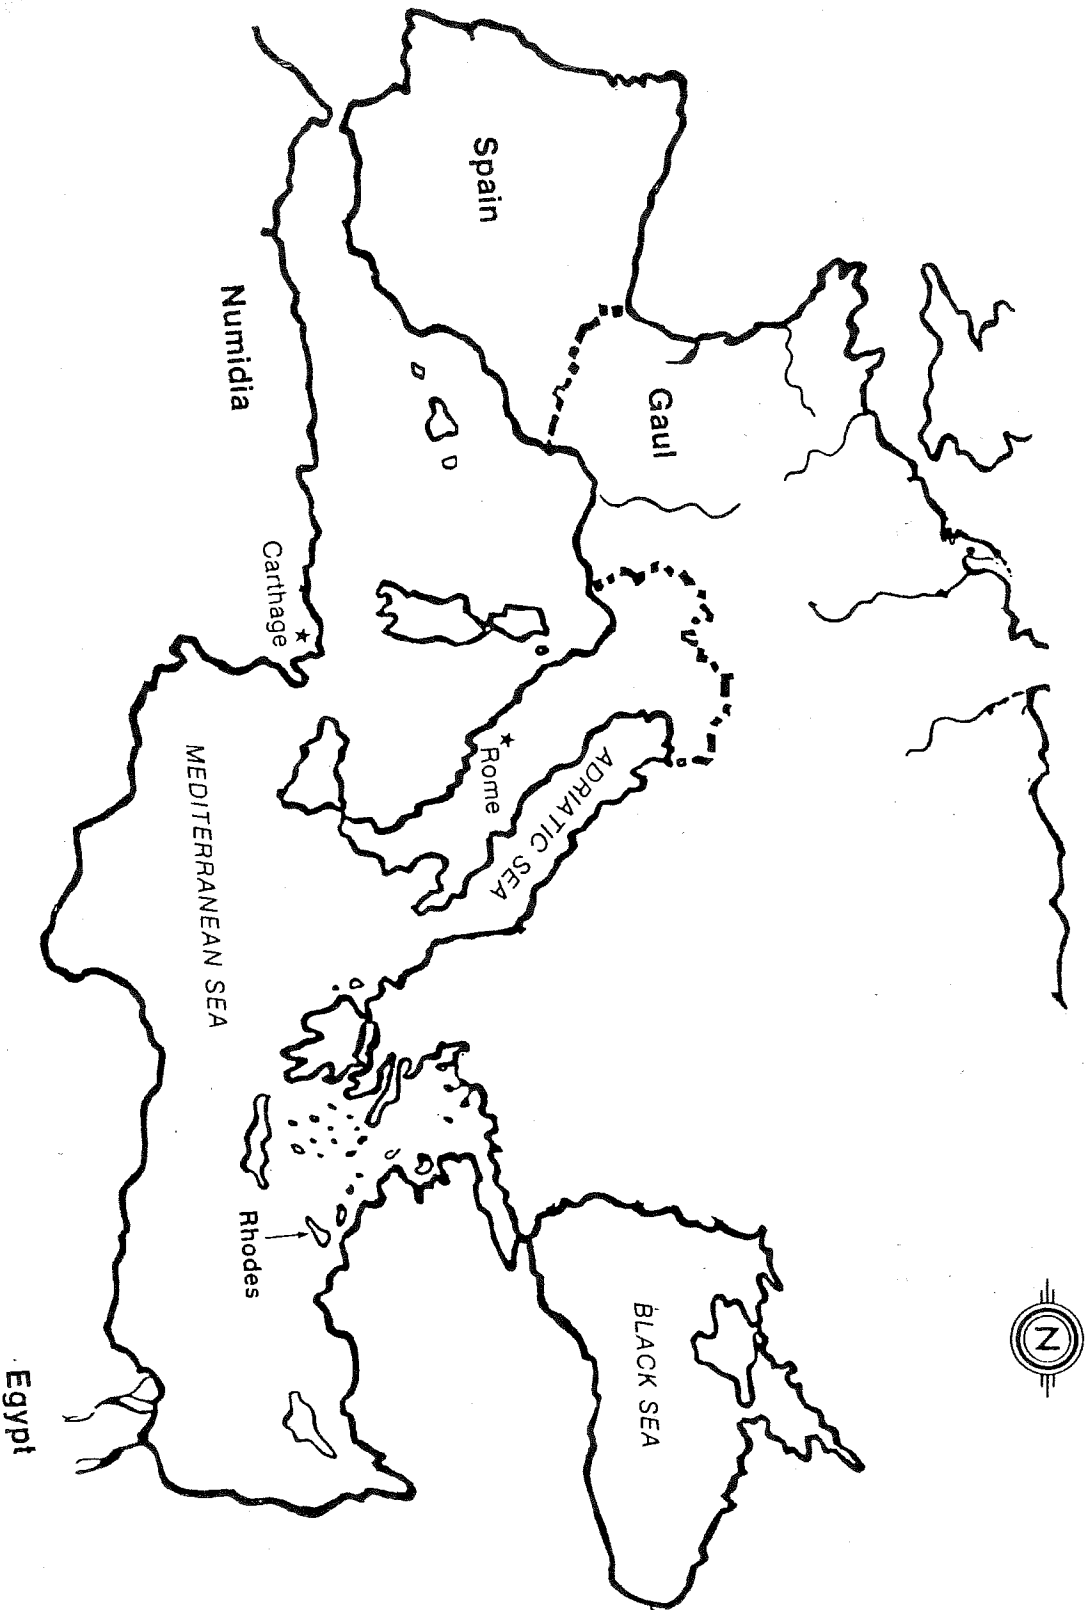 Spain
Gaul
Numidia
Carthage
Rome
ADRIATIC SEA
MEDITERRANEAN SEA
Rhodes
BLACK SEA
Egypt
N